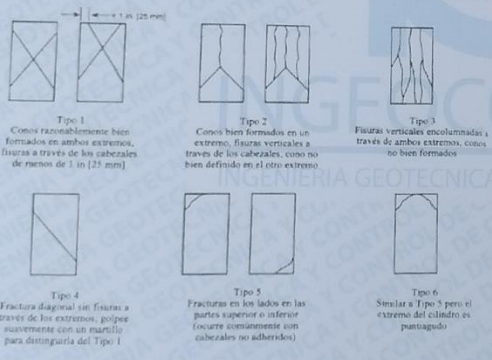 < 1 in. [25 mm]
Tipo 1
Conos razonablemente bien
formados en ambos extremos,
fisuras a través de los cabezales
de menos de 1 in [25 mm]
Tipo 2
Conos bien formados en un
extremo, fisuras verticales a
través de los cabezales, cono no
bien definido en el otro extremo
Tipo 3
Fisuras verticales encolumnadas a
través de ambos extremos, conos
no bien formados
Tipo 4
Fractura diagonal sin fisuras a
través de los extremos, golpee
suavemente con un martillo
para distinguirla del Tipo 1
Tipo 5
Fracturas en los lados en las
partes superior o inferior
(ocurre comúnmente con
cabezales no adheridos)
Tipo 6
Similar a Tipo 5 pero el
extremo del cilindro es
puntiagudo
INGEOCO
INGENIERIA GEOTECNICA